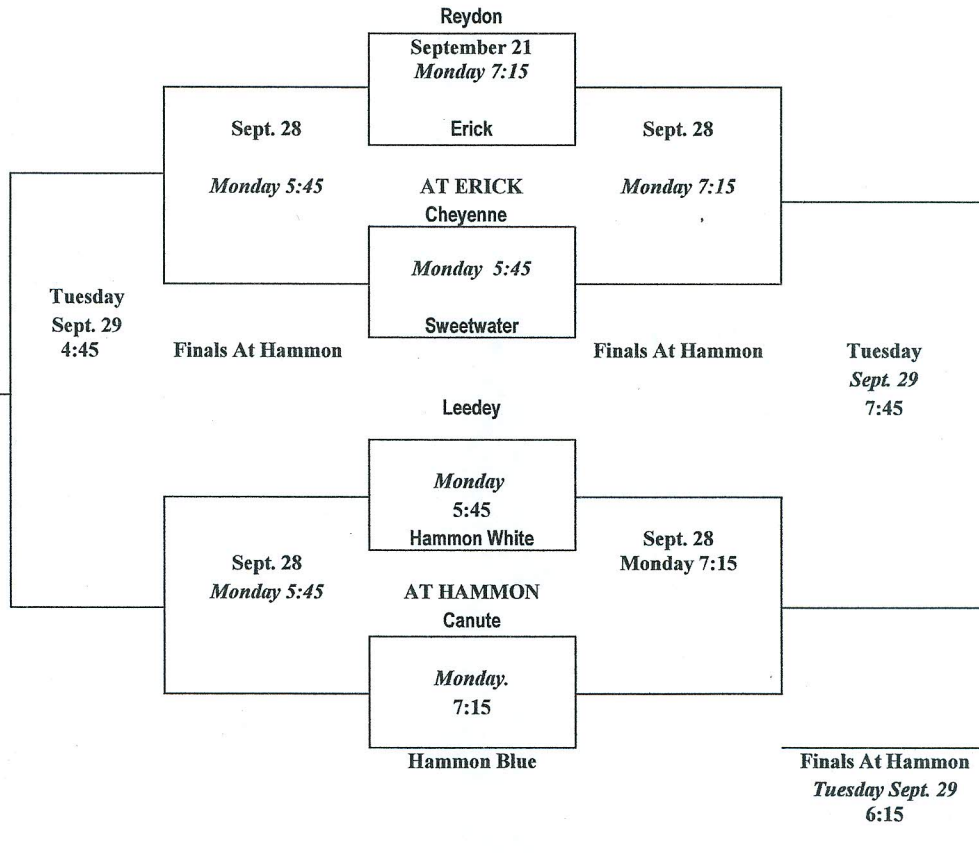 Reydon
September 21
Monday 7:15
Erick
Sept. 28
Monday 5:45
Sept. 28
Monday 7:15
AT ERICK
Cheyenne
Monday 5:45
Sweetwater
Tuesday
Sept. 29
4:45
Finals At Hammon
Finals At Hammon
Tuesday
Sept. 29
7:45
Leedey
Monday
5:45
Hammon White
Sept. 28
Monday 5:45
Sept. 28
Monday 7:15
AT HAMMON
Canute
Monday.
7:15
Hammon Blue
Finals At Hammon
Tuesday Sept. 29
6:15